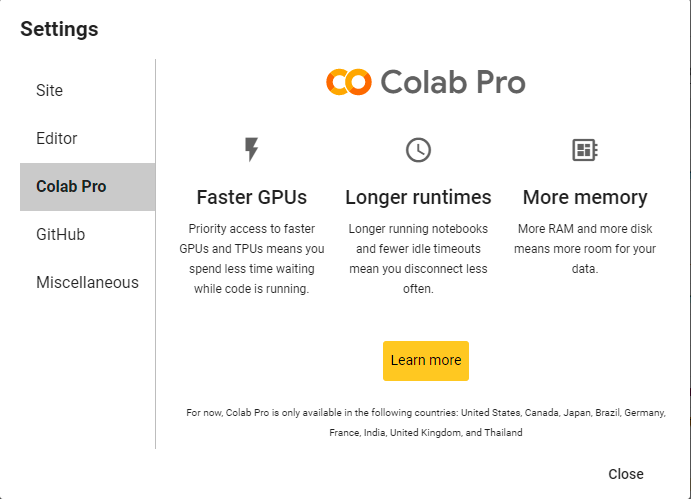 Settings
Site
Editor
Colab Pro
GitHub
Miscellaneous
Colab Pro
Faster GPUs
Priority access to faster
GPUs and TPUs means you
spend less time waiting
while code is running.
Longer runtimes
Longer running notebooks
and fewer idle timeouts
mean you disconnect less
often.
More memory
More RAM and more disk
means more room for your
data.
Learn more
For now, Colab Pro is only available in the following countries: United States, Canada, Japan, Brazil, Germany,
France, India, United Kingdom, and Thailand
Close